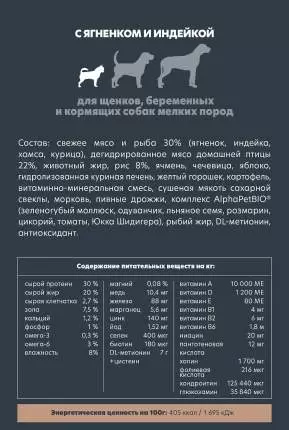 С ЯГНЕНКОМ И ИНДЕЙКОЙ
для щенков, беременных
и кормящих собак мелких пород
Состав: свежее мясо и рыба 30% (ягненок, индейка,
хамса, курица), дегидрированное мясо домашней птицы
22%, животный жир, рис 8%, ячмень, чечевица, яблоко,
гидролизованная куриная печень, желтый горошек, картофель,
витаминно-минеральная смесь, сушеная мякоть сахарной
свеклы, морковь, пивные дрожжи, комплекс AlphaPetBIO®
(зеленогубый моллюск, одуванчик, льняное семя, розмарин,
цикорий, томаты, Юкка Шидигера), рыбий жир, DL-метионин,
антиоксидант.
Содержание питательных веществ на кг:
сырой протеин 30 %
сырой жир 20 %
сырая клетчатка 2,7 %
зола 7,5 %
кальций 1,2 %
фосфор 1 %
омега-3 0,3 %
омега-6 3 %
влажность 8%
магний 0,08 %
медь 10,4 мг
железо 88 мг
марганец 5,6 мг
цинк 140 мг
йод 1,52 мг
селен 400 мкг
биотин 180 мкг
DL-метионин 7 г
+ цистеин
витамин A 10 000 МЕ
витамин D 1 200 МЕ
витамин E 80 МЕ
витамин B1 4 мг
витамин B2 6 мг
витамин B6 1,8 м
ниацин 20 мг
пантотеновая 12 мг
кислота
холин 1 700 мг
фолиевая 216 мкг
кислота
хондроитин 125 440 мкг
глюкозамин 35 840 мкг
Энергетическая ценность на 100г: 405 ккал / 1 695 кДж